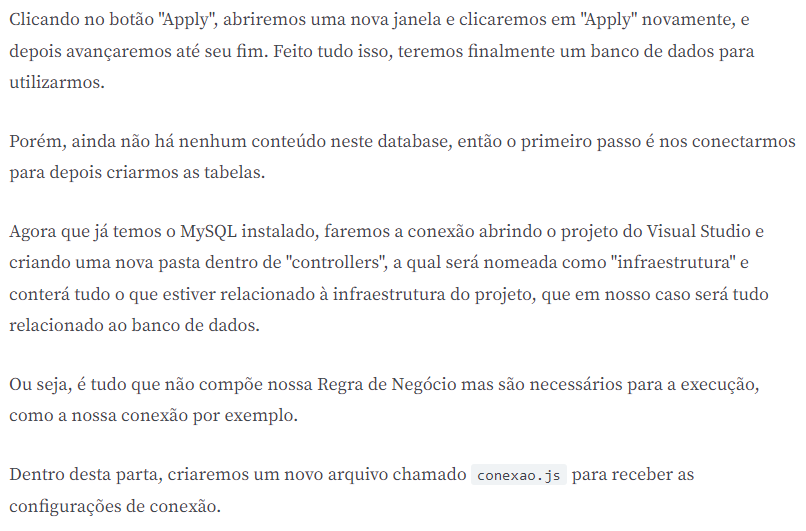 Clicando no botão "Apply", abriremos uma nova janela e clicaremos em "Apply" novamente, e
depois avançaremos até seu fim. Feito tudo isso, teremos finalmente um banco de dados para
utilizarmos.
Porém, ainda não há nenhum conteúdo neste database, então o primeiro passo é nos conectarmos
para depois criarmos as tabelas.
Agora que já temos o MySQL instalado, faremos a conexão abrindo o projeto do Visual Studio e
criando uma nova pasta dentro de "controllers", a qual será nomeada como "infraestrutura" e
conterá tudo o que estiver relacionado à infraestrutura do projeto, que em nosso caso será tudo
relacionado ao banco de dados.
Ou seja, é tudo que não compõe nossa Regra de Negócio mas são necessários para a execução,
como a nossa conexão por exemplo.
Dentro desta parta, criaremos um novo arquivo chamado conexao.js para receber as
configurações de conexão.